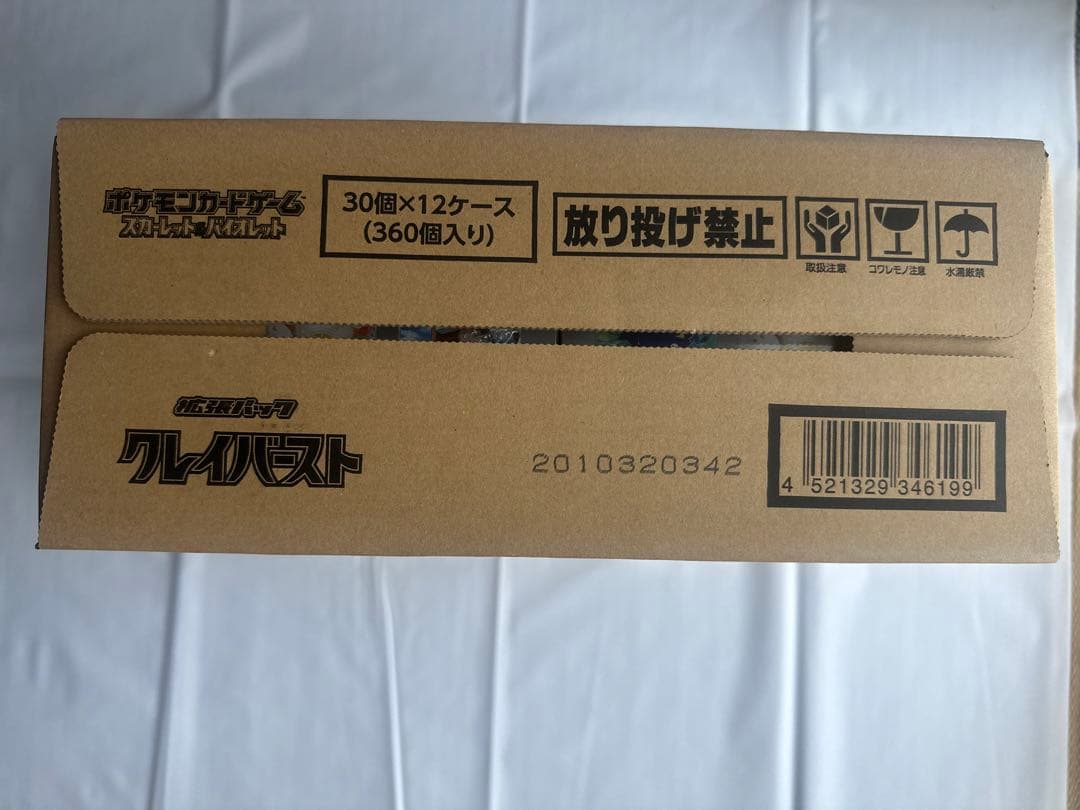 ポケモンカードゲーム
スカーレット&バイオレット
30個×12ケース
(360個入り)
放り投げ禁止
取扱注意
コワレモノ注意
水濡厳禁
拡張パック
クレイバースト
2010320342
4 521329 346199